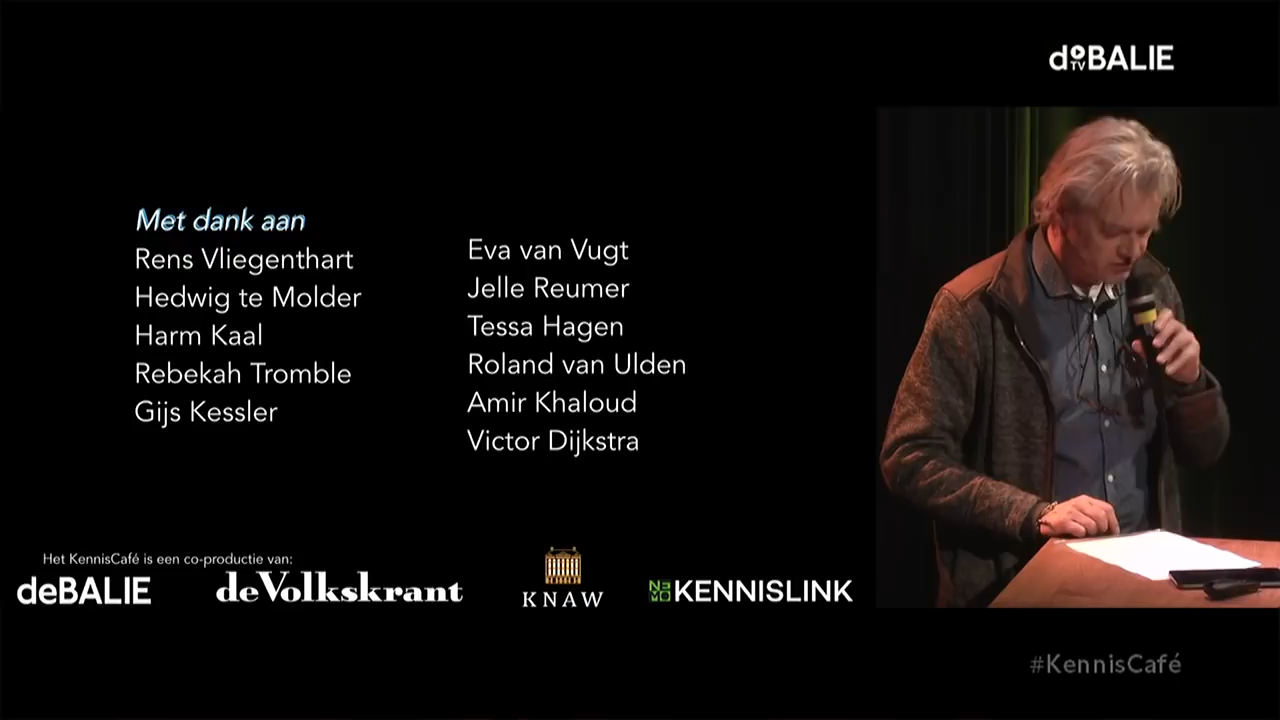 doTVBALIE
Met dank aan
Rens Vliegenthart
Hedwig te Molder
Harm Kaal
Rebekah Tromble
Gijs Kessler
Eva van Vugt
Jelle Reumer
Tessa Hagen
Roland van Ulden
Amir Khaloud
Victor Dijkstra
Het KennisCafé is een co-productie van:
deBALIE
deVolkskrant
KNAW
NEMO KENNISLINK
#KennisCafé